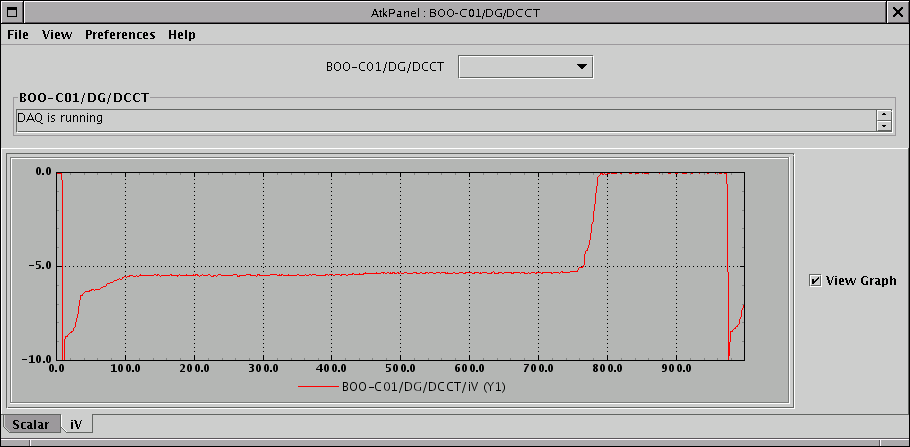 AtkPanel : BOO-C01/DG/DCCT
File View Preferences Help
BOO-C01/DG/DCCT
BOO-C01/DG/DCCT
DAQ is running
0.0
-5.0
-10.0
0.0 100.0 200.0 300.0 400.0 500.0 600.0 700.0 800.0 900.0
BOO-C01/DG/DCCT/iV (Y1)
View Graph
Scalar iV